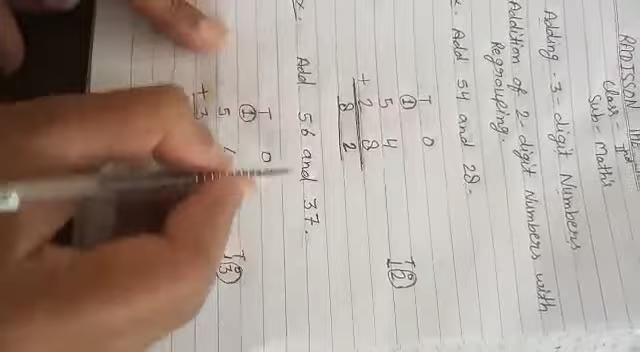 RADISSON
Class - IInd
Sub - Maths
Adding 3-digit Numbers
Addition of 2-digit Numbers with
Regrouping.
Add 54 and 28.
T O
① 
5 4 T O
+ 2 8 1 ②
8 2
Add 56 and 37.
T O
①
5 T O
+ 3 1 ③